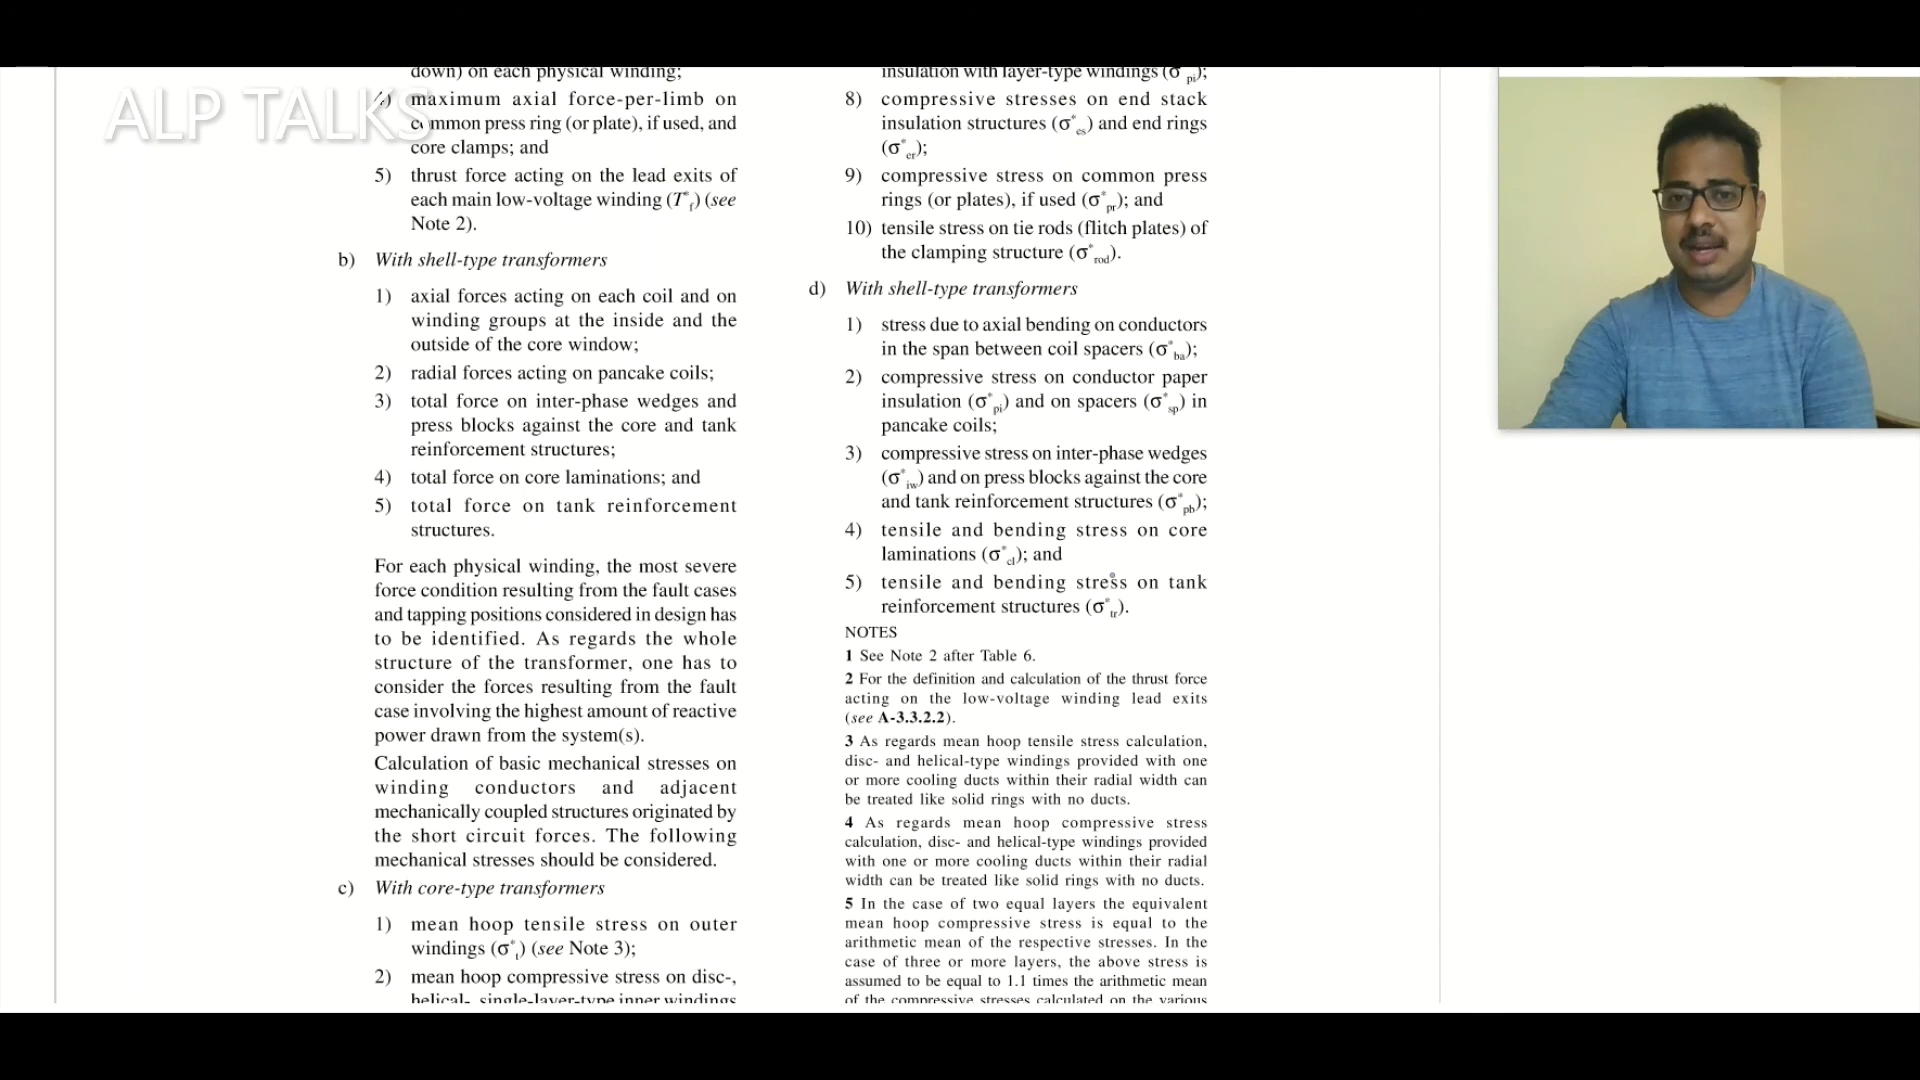 ALP TALKS
down) on each physical winding;
4) maximum axial force-per-limb on
common press ring (or plate), if used, and
core clamps; and
5) thrust force acting on the lead exits of
each main low-voltage winding (T*f) (see
Note 2).
b) With shell-type transformers
1) axial forces acting on each coil and on
winding groups at the inside and the
outside of the core window;
2) radial forces acting on pancake coils;
3) total force on inter-phase wedges and
press blocks against the core and tank
reinforcement structures;
4) total force on core laminations; and
5) total force on tank reinforcement
structures.
For each physical winding, the most severe
force condition resulting from the fault cases
and tapping positions considered in design has
to be identified. As regards the whole
structure of the transformer, one has to
consider the forces resulting from the fault
case involving the highest amount of reactive
power drawn from the system(s).
Calculation of basic mechanical stresses on
winding conductors and adjacent
mechanically coupled structures originated by
the short circuit forces. The following
mechanical stresses should be considered.
c) With core-type transformers
1) mean hoop tensile stress on outer
windings (σ*t) (see Note 3);
2) mean hoop compressive stress on disc-,
helical-, single-layer-type inner windings
insulation with layer-type windings (σ*pi);
8) compressive stresses on end stack
insulation structures (σ*es) and end rings
(σ*er);
9) compressive stress on common press
rings (or plates), if used (σ*pr); and
10) tensile stress on tie rods (flitch plates) of
the clamping structure (σ*rod).
d) With shell-type transformers
1) stress due to axial bending on conductors
in the span between coil spacers (σ*ba);
2) compressive stress on conductor paper
insulation (σ*pi) and on spacers (σ*sp) in
pancake coils;
3) compressive stress on inter-phase wedges
(σ*iw) and on press blocks against the core
and tank reinforcement structures (σ*pb);
4) tensile and bending stress on core
laminations (σ*cl); and
5) tensile and bending stress on tank
reinforcement structures (σ*tr).
NOTES
1 See Note 2 after Table 6.
2 For the definition and calculation of the thrust force
acting on the low-voltage winding lead exits
(see A-3.3.2.2).
3 As regards mean hoop tensile stress calculation,
disc- and helical-type windings provided with one
or more cooling ducts within their radial width can
be treated like solid rings with no ducts.
4 As regards mean hoop compressive stress
calculation, disc- and helical-type windings provided
with one or more cooling ducts within their radial
width can be treated like solid rings with no ducts.
5 In the case of two equal layers the equivalent
mean hoop compressive stress is equal to the
arithmetic mean of the respective stresses. In the
case of three or more layers, the above stress is
assumed to be equal to 1.1 times the arithmetic mean
of the compressive stresses calculated on the various